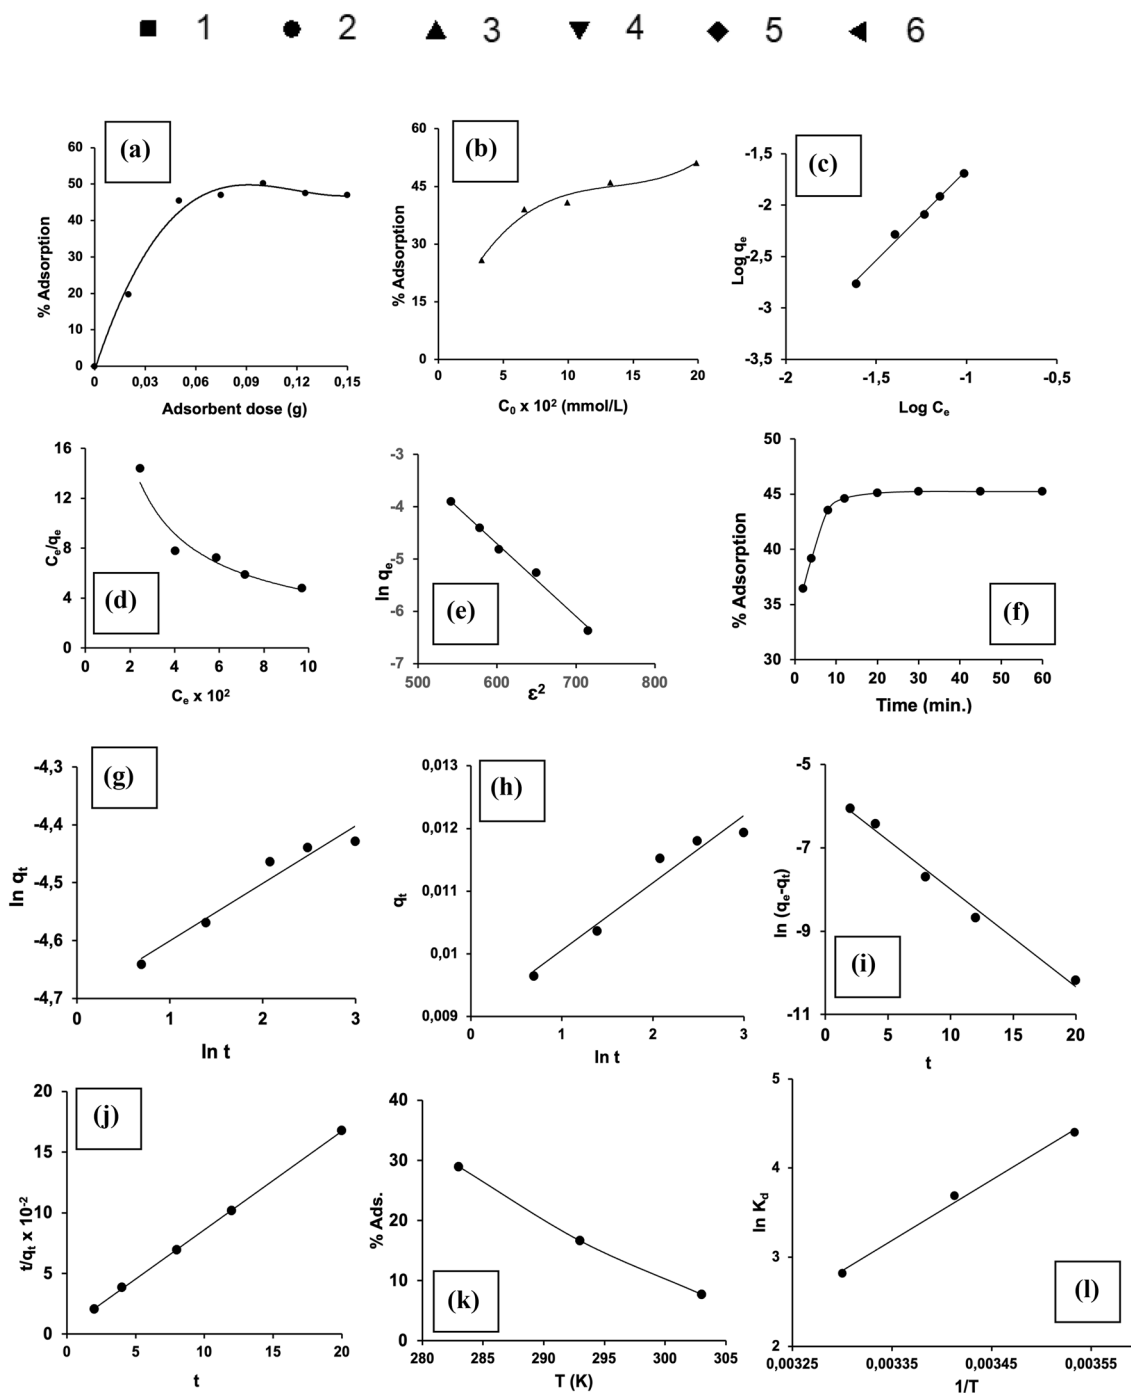 1 2 3 4 5 6
(a)
% Adsorption
60
50
40
30
20
10
0
0 0,03 0,06 0,09 0,12 0,15
Adsorbent dose (g)
(b)
% Adsorption
60
45
30
15
0
0 5 10 15 20
C₀ x 10² (mmol/L)
(c)
Log qₑ
-1,5
-2
-2,5
-3
-3,5
-2 -1,5 -1 -0,5
Log Cₑ
(d)
Cₑ/qₑ
16
12
8
4
0
0 2 4 6 8 10
Cₑ x 10²
(e)
ln qₑ,
-3
-4
-5
-6
-7
500 600 700 800
ε²
(f)
% Adsorption
50
45
40
35
30
0 10 20 30 40 50 60
Time (min.)
(g)
ln qₜ
-4,3
-4,4
-4,5
-4,6
-4,7
0 1 2 3
ln t
(h)
qₜ
0,013
0,012
0,011
0,01
0,009
0 1 2 3
ln t
(i)
ln (qₑ-qₜ)
-5
-7
-9
-11
0 5 10 15 20
t
(j)
t/qₜ x 10⁻²
20
15
10
5
0
0 5 10 15 20
t
(k)
% Ads.
40
30
20
10
0
280 285 290 295 300 305
T (K)
(l)
ln K_d
5
4
3
2
0,00325 0,00335 0,00345 0,00355
1/T